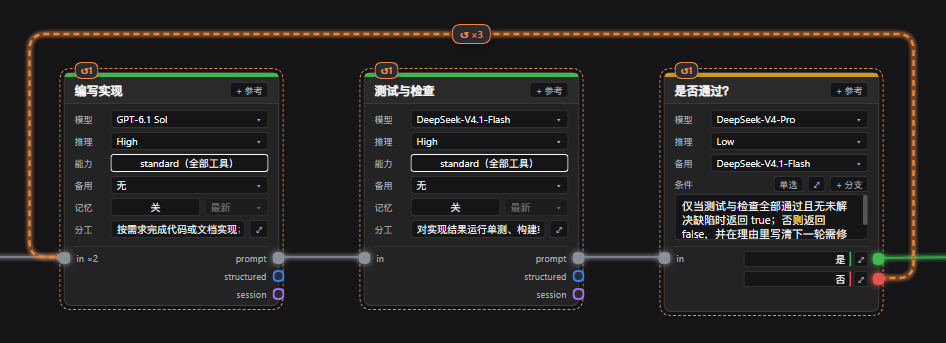 ↺ ×3
↺1
编写实现
+ 参考
模型
GPT-6.1 Sol
推理
High
能力
standard（全部工具）
备用
无
记忆
关
最新
分工
按需求完成代码或文档实现；
in ×2
prompt
structured
session
↺1
测试与检查
+ 参考
模型
DeepSeek-V4.1-Flash
推理
High
能力
standard（全部工具）
备用
无
记忆
关
最新
分工
对实现结果运行单测、构建
in
prompt
structured
session
↺1
是否通过?
+ 参考
模型
DeepSeek-V4-Pro
推理
Low
备用
DeepSeek-V4.1-Flash
条件
单选
+ 分支
仅当测试与检查全部通过且无未解
决缺陷时返回 true；否则返回
false，并在理由里写清下一轮需修
in
是
否